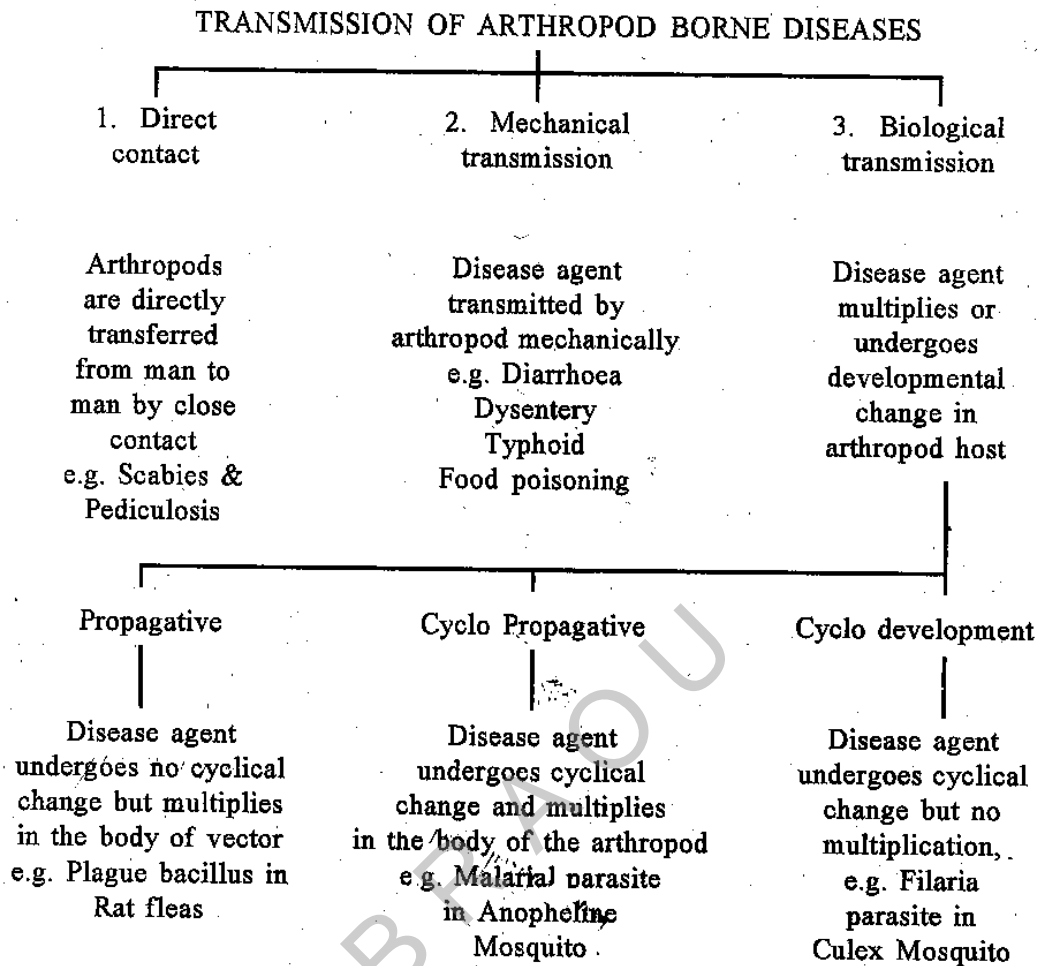 TRANSMISSION OF ARTHROPOD BORNE DISEASES
1. Direct
contact
Arthropods
are directly
transferred
from man to
man by close
contact
e.g. Scabies &
Pediculosis
2. Mechanical
transmission
Disease agent
transmitted by
arthropod mechanically
e.g. Diarrhoea
Dysentery
Typhoid
Food poisoning
3. Biological
transmission
Disease agent
multiplies or
undergoes
developmental
change in
arthropod host
Propagative
Disease agent
undergoes no cyclical
change but multiplies
in the body of vector
e.g. Plague bacillus in
Rat fleas
Cyclo Propagative
Disease agent
undergoes cyclical
change and multiplies
in the body of the arthropod
e.g. Malarial parasite
in Anopheline
Mosquito.
Cyclo development
Disease agent
undergoes cyclical
change but no
multiplication,.
e.g. Filaria
parasite in
Culex Mosquito
B R A O U